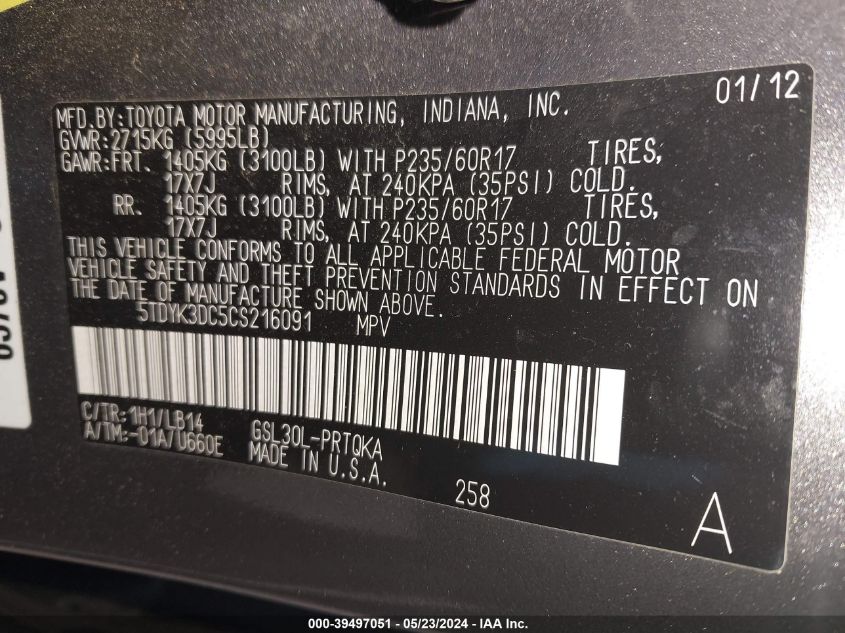 01/12
MFD.BY:TOYOTA MOTOR MANUFACTURING, INDIANA, INC.
GVWR:2715KG (5995LB)
GAWR:FRT. 1405KG (3100LB) WITH P235/60R17 TIRES,
17X7J RIMS, AT 240KPA (35PSI) COLD.
RR. 1405KG (3100LB) WITH P235/60R17 TIRES,
17X7J RIMS, AT 240KPA (35PSI) COLD.
THIS VEHICLE CONFORMS TO ALL APPLICABLE FEDERAL MOTOR
VEHICLE SAFETY AND THEFT PREVENTION STANDARDS IN EFFECT ON
THE DATE OF MANUFACTURE SHOWN ABOVE.
5TDYK3DC5CS216091 MPV
C/TR:1H1/LB14 GSL30L-PRTQKA
A/TM:-01A/U660E MADE IN U.S.A.
258
A
000-39497051 - 05/23/2024 - IAA Inc.